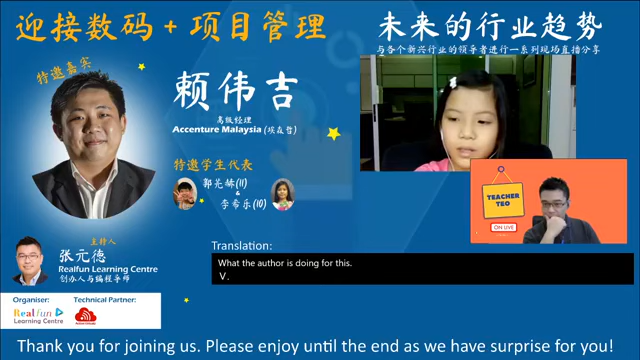 迎接数码 + 项目管理
未来的行业趋势
与各个新兴行业的领导者进行一系列现场直播分享
特邀嘉宾
赖伟吉
高级经理
Accenture Malaysia (埃森哲)
特邀学生代表
郭光赫(11)
&
李希乐(10)
TEACHER
TEO
ON LIVE
主持人
张元德
Realfun Learning Centre
创办人与编程导师
Translation:
What the author is doing for this.
V.
Organiser:
Realfun
Learning Centre
Technical Partner:
Thank you for joining us. Please enjoy until the end as we have surprise for you!